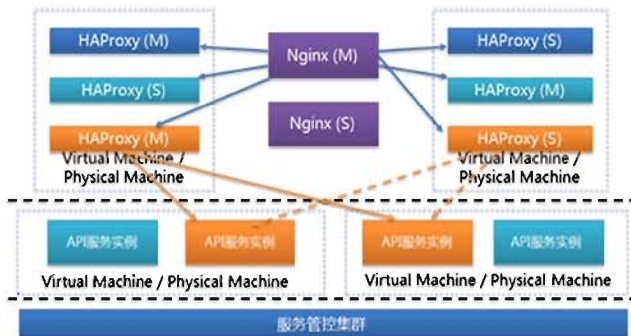 HAProxy (M)
HAProxy (S)
HAProxy (M)
Virtual Machine /
Physical Machine
Nginx (M)
Nginx (S)
HAProxy (S)
HAProxy (M)
HAProxy (S)
Virtual Machine /
Physical Machine
API服务实例
API服务实例
Virtual Machine / Physical Machine
API服务实例
API服务实例
Virtual Machine / Physical Machine
服务管控集群